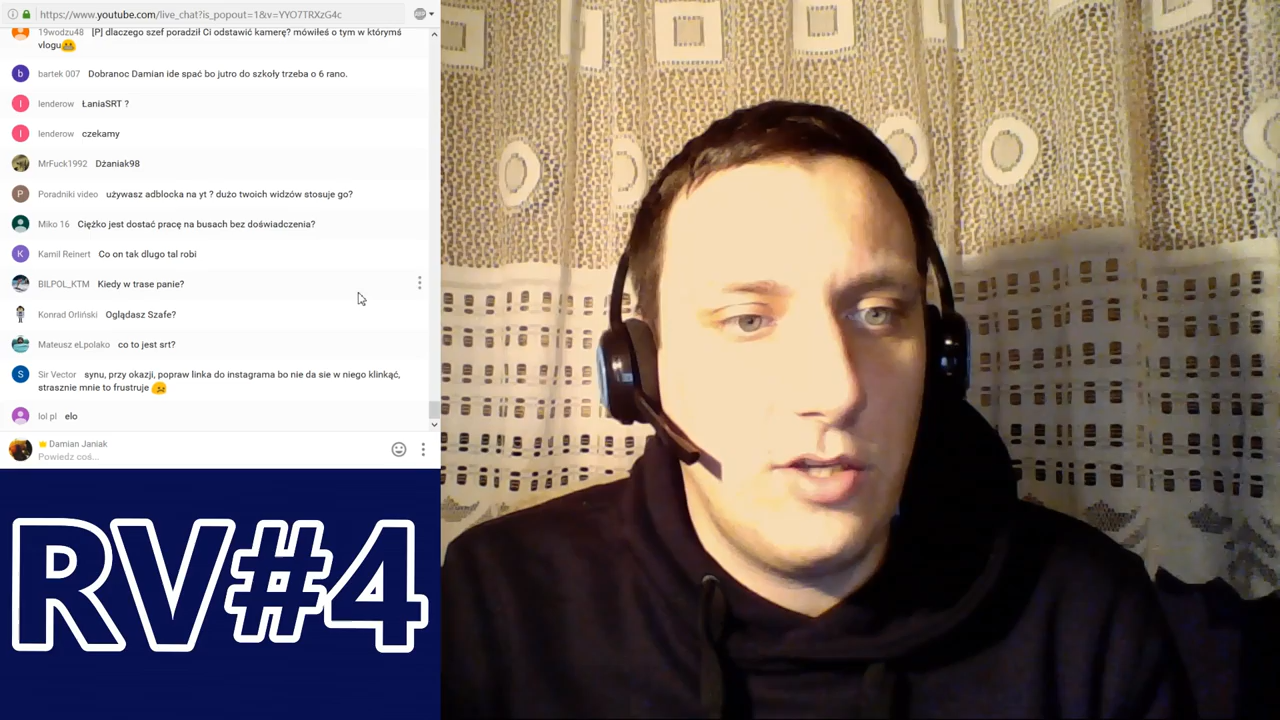 https://www.youtube.com/live_chat?is_popout=1&v=YYO7TRXzG4c
19wodzu48 [P] dlaczego szef poradził Ci odstawić kamerę? mówiłeś o tym w którymś
vlogu
b bartek 007 Dobranoc Damian ide spać bo jutro do szkoły trzeba o 6 rano.
l lenderow ŁaniaSRT ?
l lenderow czekamy
MrFuck1992 Dżaniak98
P Poradniki video używasz adblocka na yt ? dużo twoich widzów stosuje go?
Miko 16 Ciężko jest dostać pracę na busach bez doświadczenia?
K Kamil Reinert Co on tak dlugo tal robi
BILPOL_KTM Kiedy w trase panie?
Konrad Orliński Oglądasz Szafe?
Mateusz eLpolako co to jest srt?
S Sir Vector synu, przy okazji, popraw linka do instagrama bo nie da sie w niego klinkąć,
strasznie mnie to frustruje
lol pl elo
Damian Janiak
Powiedz coś...
RV#4